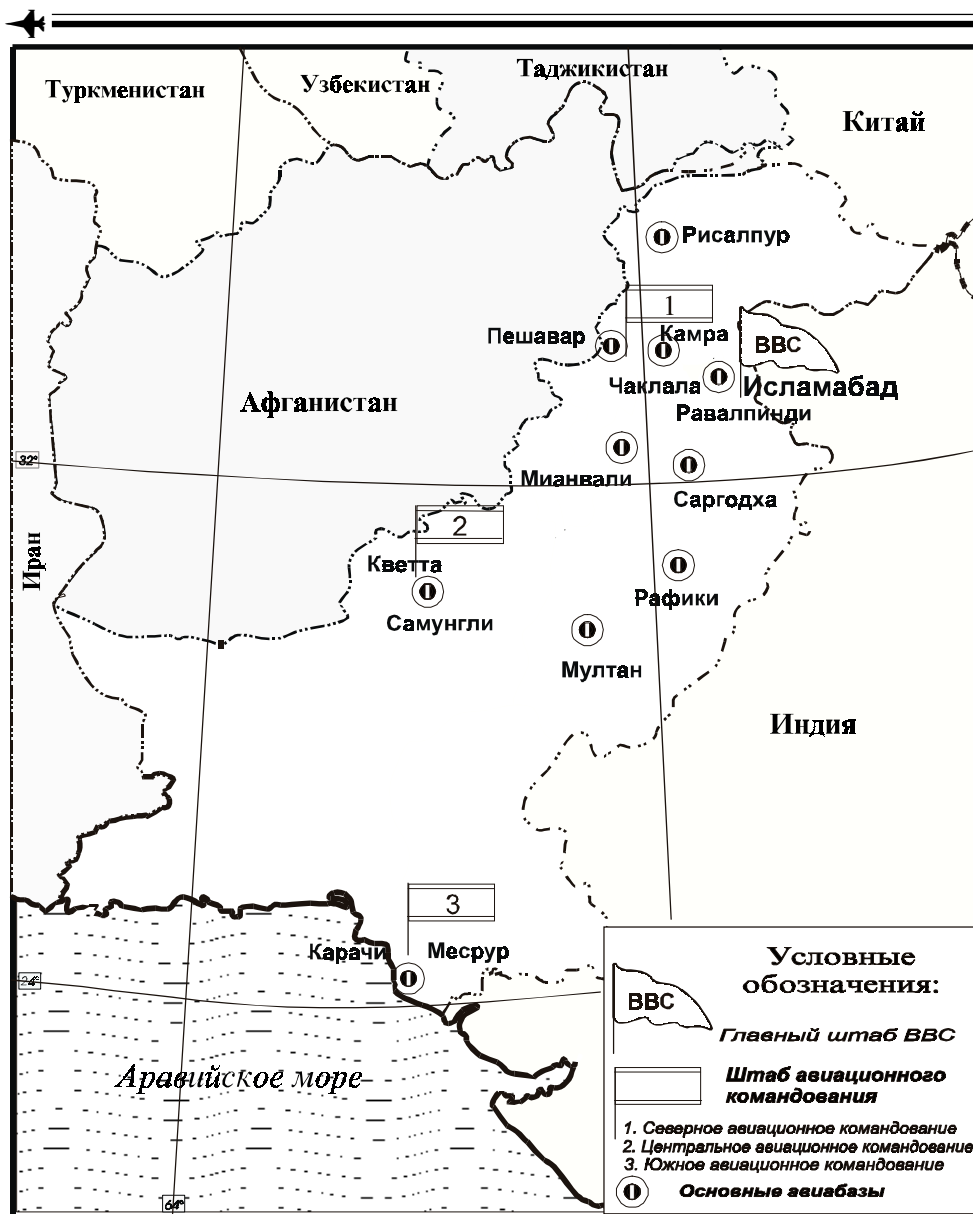 Таджикистан
Узбекистан
Туркменистан
Китай
Рисалпур
1
Пешавар
Камра
ВВС
Чаклала
Исламабад
Равалпинди
Афганистан
32°
Мианвали
Саргодха
2
Иран
Кветта
Самунгли
Рафики
Мултан
Индия
3
Карачи
Месрур
24°
Аравийское море
64°
Условные
обозначения:
ВВС
Главный штаб ВВС
Штаб авиационного
командования
1. Северное авиационное командование
2. Центральное авиационное командование
3. Южное авиационное командование
Основные авиабазы